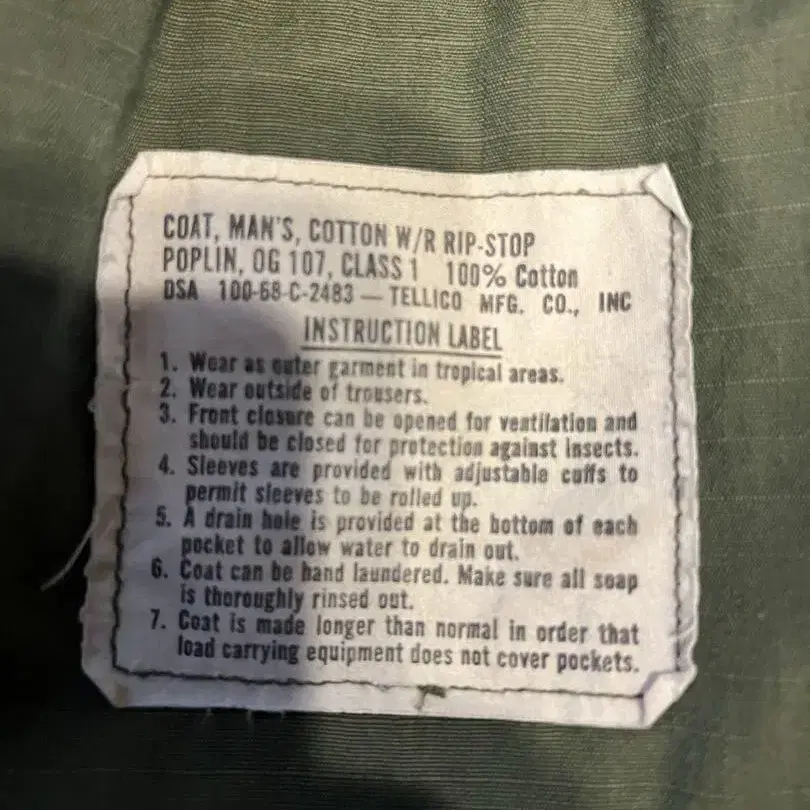 COAT, MAN'S, COTTON W/R RIP-STOP
POPLIN, OG 107, CLASS 1 100% Cotton
DSA 100-68-C-2483 — TELLICO MFG. CO., INC
INSTRUCTION LABEL
1. Wear as outer garment in tropical areas.
2. Wear outside of trousers.
3. Front closure can be opened for ventilation and
should be closed for protection against insects.
4. Sleeves are provided with adjustable cuffs to
permit sleeves to be rolled up.
5. A drain hole is provided at the bottom of each
pocket to allow water to drain out.
6. Coat can be hand laundered. Make sure all soap
is thoroughly rinsed out.
7. Coat is made longer than normal in order that
load carrying equipment does not cover pockets.